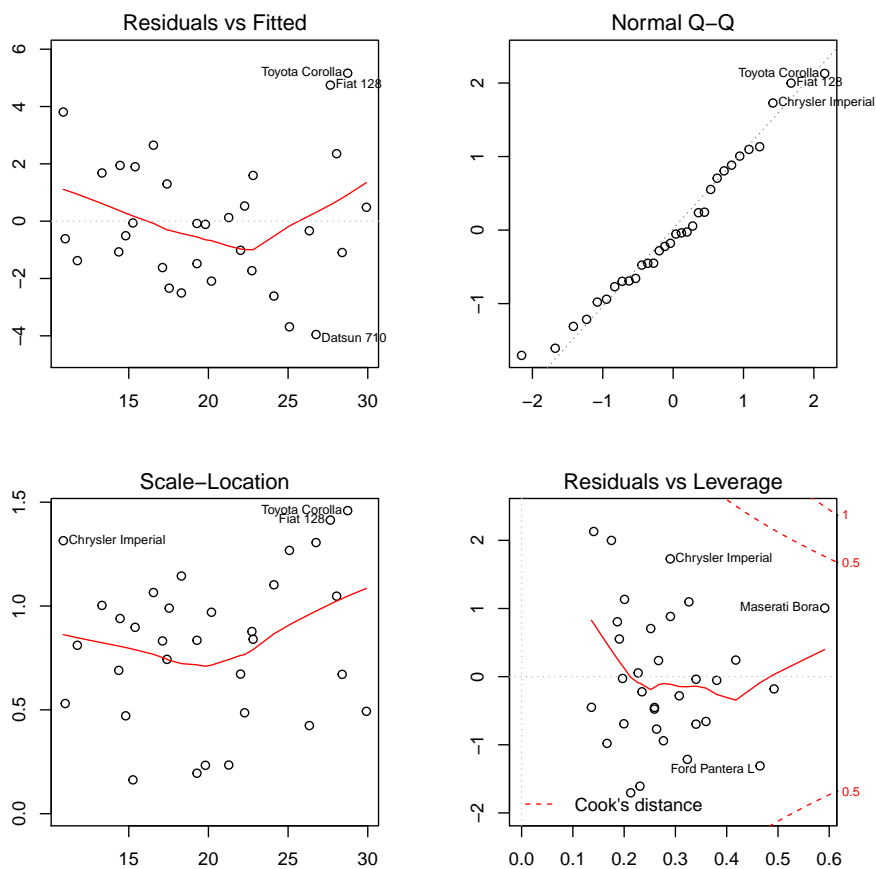 Residuals vs Fitted
6
4
2
0
−2
−4
15
20
25
30
Toyota Corolla
Fiat 128
Datsun 710
Normal Q−Q
2
1
0
−1
−2
−1
0
1
2
Toyota Corolla
Fiat 128
Chrysler Imperial
Scale−Location
1.5
1.0
0.5
0.0
15
20
25
30
Toyota Corolla
Fiat 128
Chrysler Imperial
Residuals vs Leverage
2
1
0
−1
−2
0.0
0.1
0.2
0.3
0.4
0.5
0.6
1
0.5
0.5
Chrysler Imperial
Maserati Bora
Ford Pantera L
Cook's distance